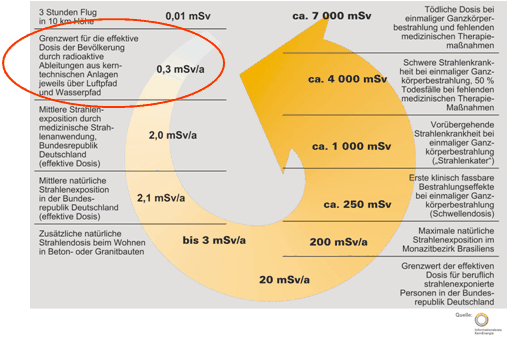 3 Stunden Flug
in 10 km Höhe
0,01 mSv
Grenzwert für die effektive
Dosis der Bevölkerung
durch radioaktive
Ableitungen aus kern-
technischen Anlagen
jeweils über Luftpfad
und Wasserpfad
0,3 mSv/a
Mittlere Strahlen-
exposition durch
medizinische Strah-
lenanwendung,
Bundesrepublik
Deutschland
(effektive Dosis)
2,0 mSv/a
Mittlere natürliche
Strahlenexposition
in der Bundes-
republik Deutschland
(effektive Dosis)
2,1 mSv/a
Zusätzliche natürliche
Strahlendosis beim Wohnen
in Beton- oder Granitbauten
bis 3 mSv/a
20 mSv/a
Grenzwert der effektiven
Dosis für beruflich
strahlenexponierte
Personen in der Bundes-
republik Deutschland
200 mSv/a
Maximale natürliche
Strahlenexposition im
Monazitbezirk Brasiliens
ca. 250 mSv
Erste klinisch fassbare
Bestrahlungseffekte
bei einmaliger Ganz-
körperbestrahlung
(Schwellendosis)
ca. 1 000 mSv
Vorübergehende
Strahlenkrankheit bei
einmaliger Ganz-
körperbestrahlung
(„Strahlenkater“)
ca. 4 000 mSv
Schwere Strahlenkrank-
heit bei einmaliger Ganz-
körperbestrahlung, 50 %
Todesfälle bei fehlenden
medizinischen Therapie-
Maßnahmen
ca. 7 000 mSv
Tödliche Dosis bei
einmaliger Ganzkörper-
bestrahlung und fehlenden
medizinischen Therapie-
maßnahmen
Quelle:
Informationskreis
KernEnergie